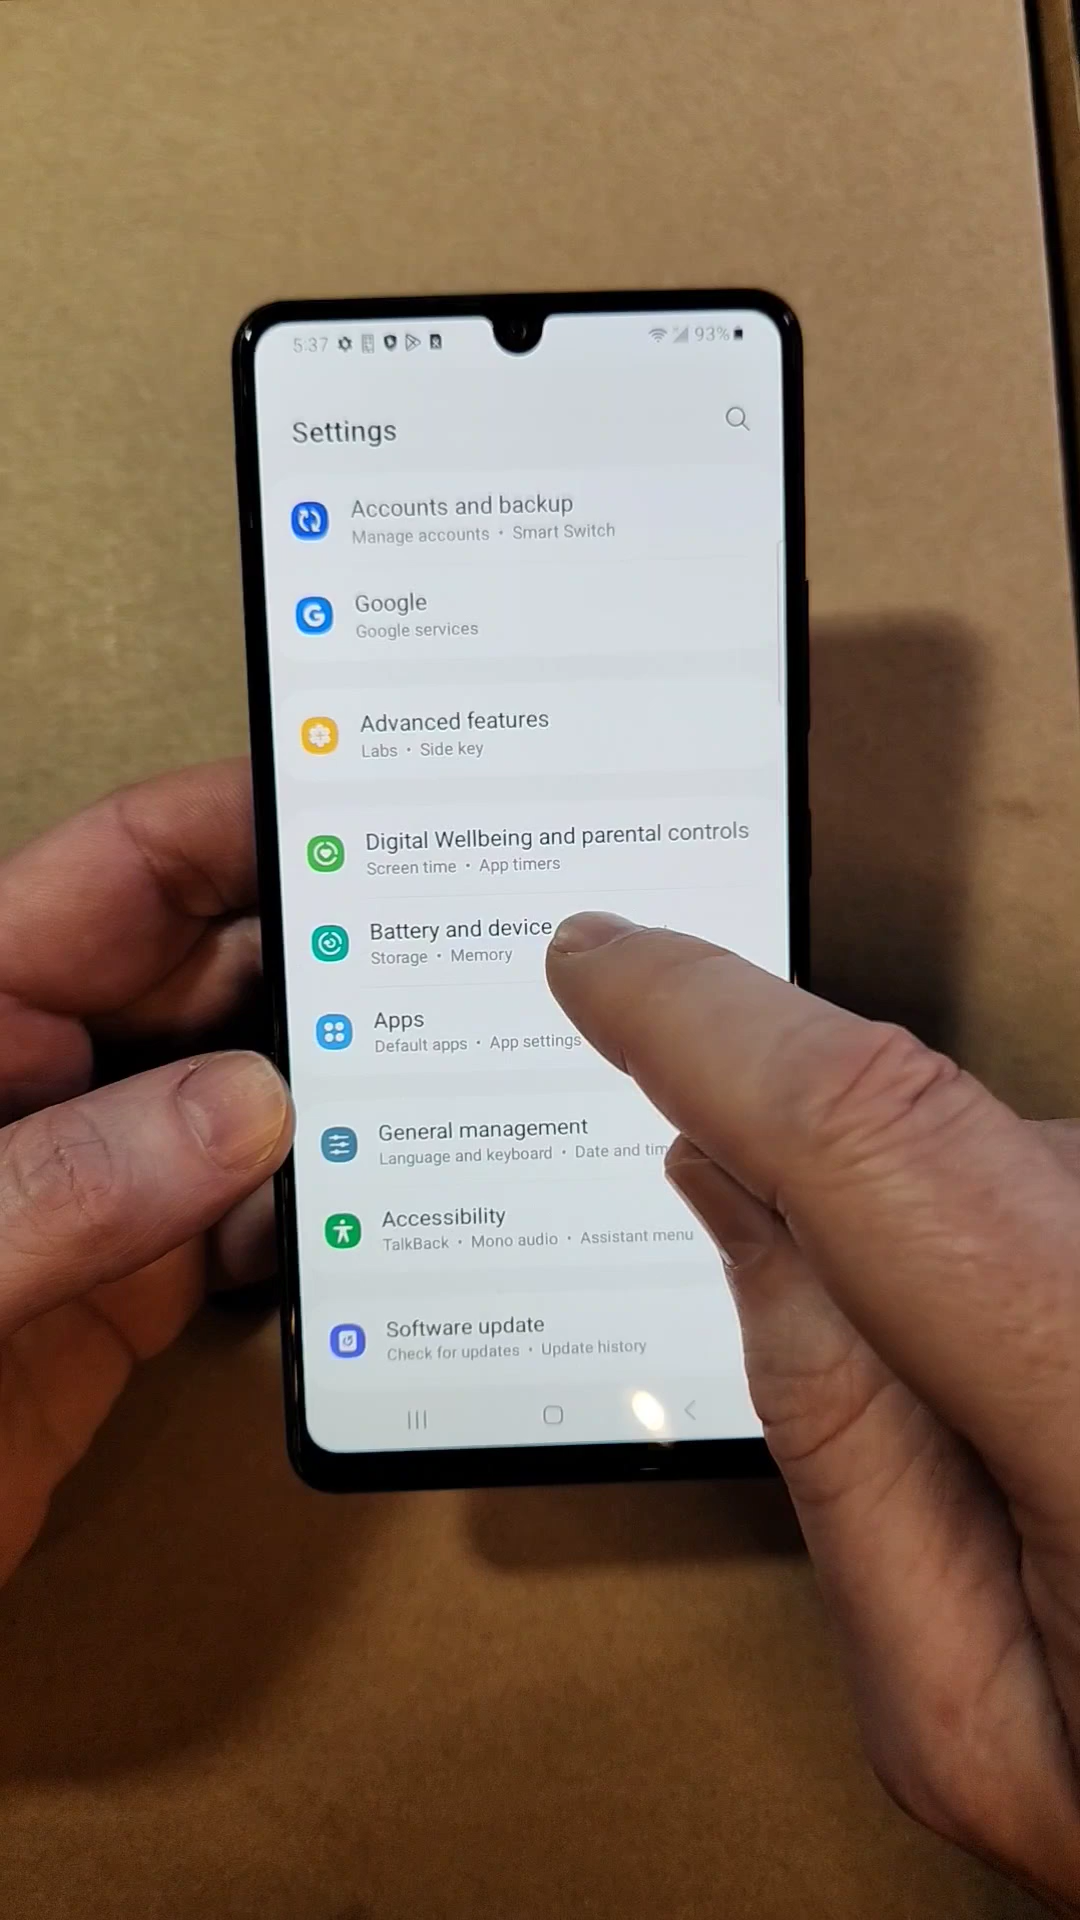 5:37
93%
Settings
Accounts and backup
Manage accounts • Smart Switch
Google
Google services
Advanced features
Labs • Side key
Digital Wellbeing and parental controls
Screen time • App timers
Battery and device
Storage • Memory
Apps
Default apps • App settings
General management
Language and keyboard • Date and tim
Accessibility
TalkBack • Mono audio • Assistant menu
Software update
Check for updates • Update history